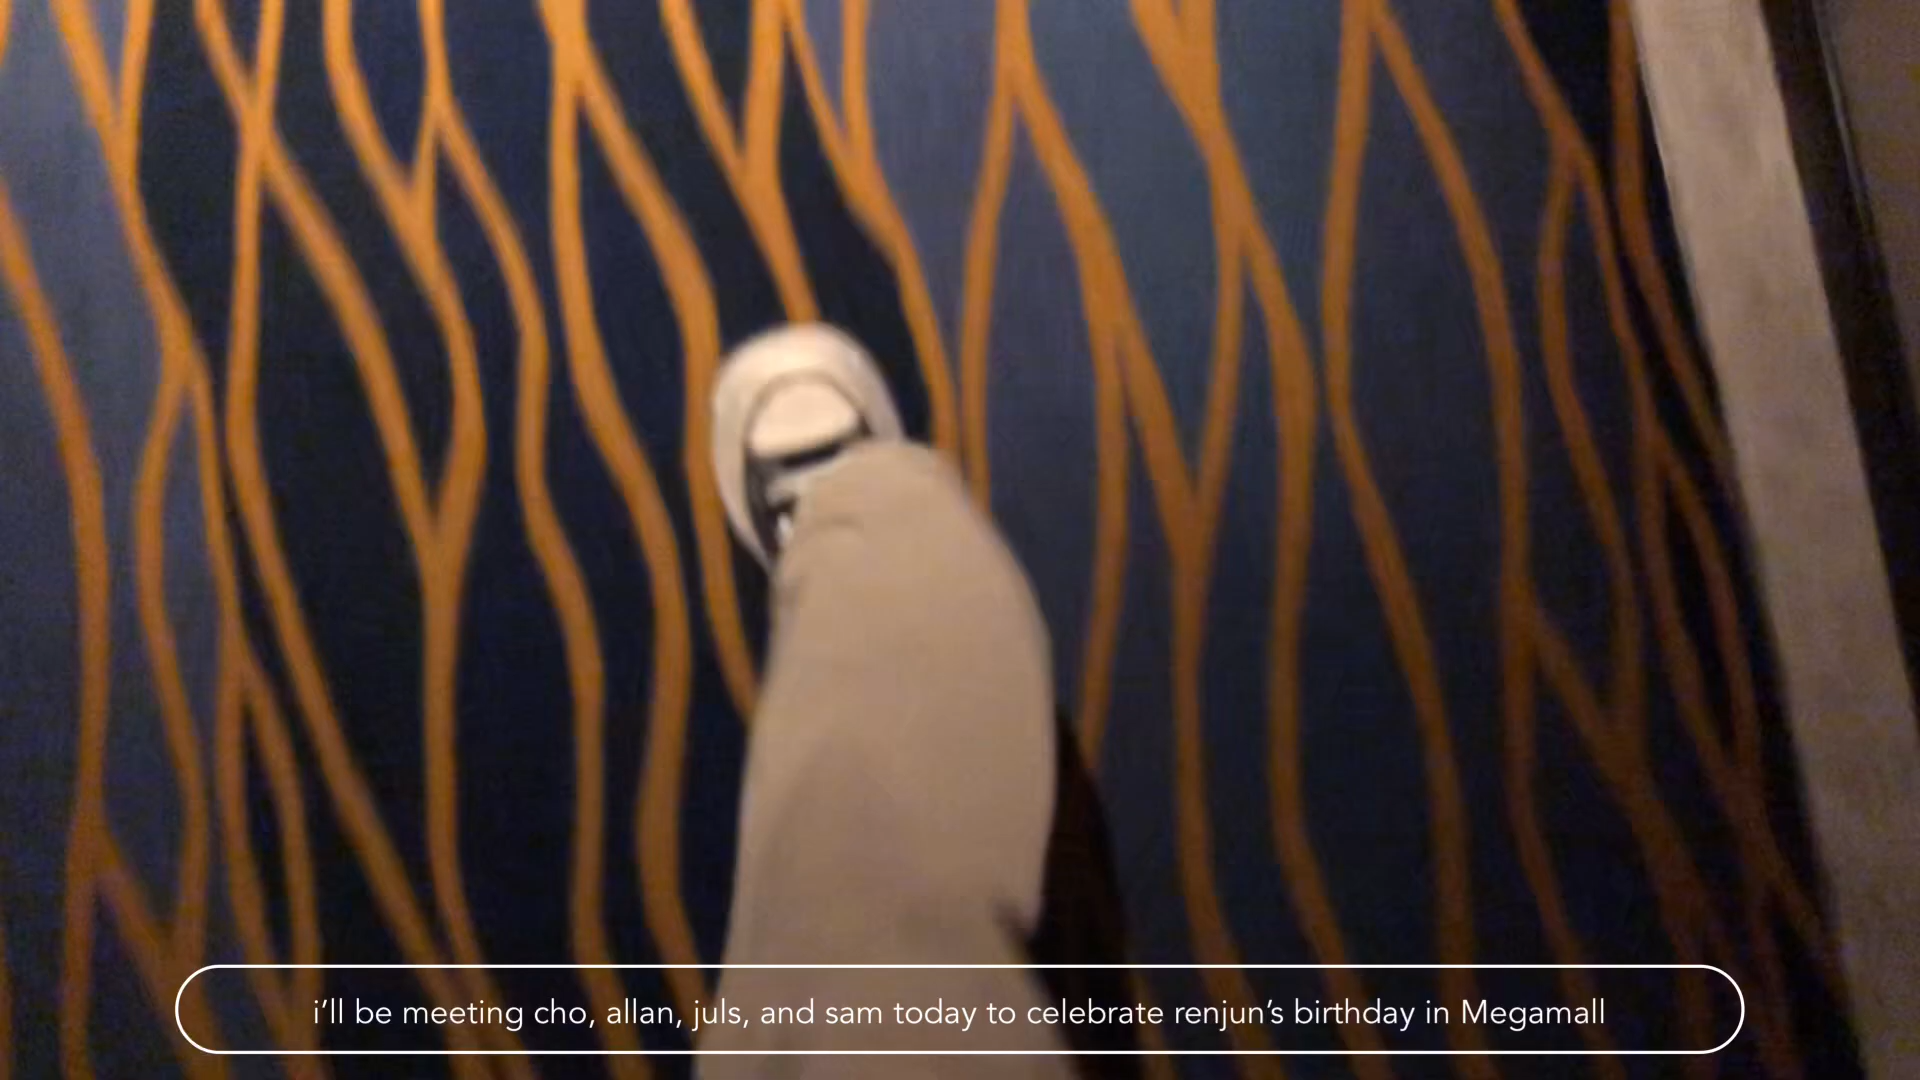 i’ll be meeting cho, allan, juls, and sam today to celebrate renjun’s birthday in Megamall